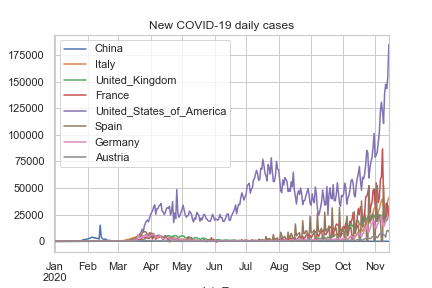 New COVID-19 daily cases
175000
150000
125000
100000
75000
50000
25000
0
China
Italy
United_Kingdom
France
United_States_of_America
Spain
Germany
Austria
Jan Feb Mar Apr May Jun Jul Aug Sep Oct Nov
2020